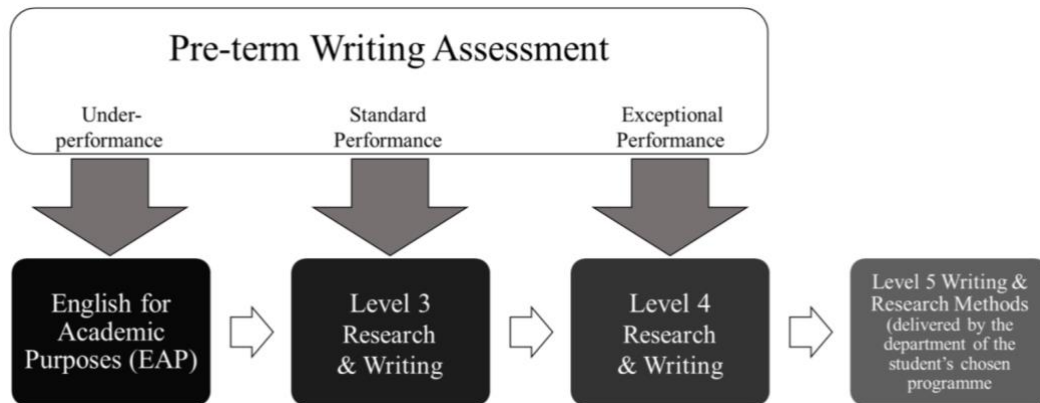 Pre-term Writing Assessment
Under-
performance
Standard
Performance
Exceptional
Performance
English for
Academic
Purposes (EAP)
Level 3
Research
& Writing
Level 4
Research
& Writing
Level 5 Writing &
Research Methods
(delivered by the
department of the
student's chosen
programme